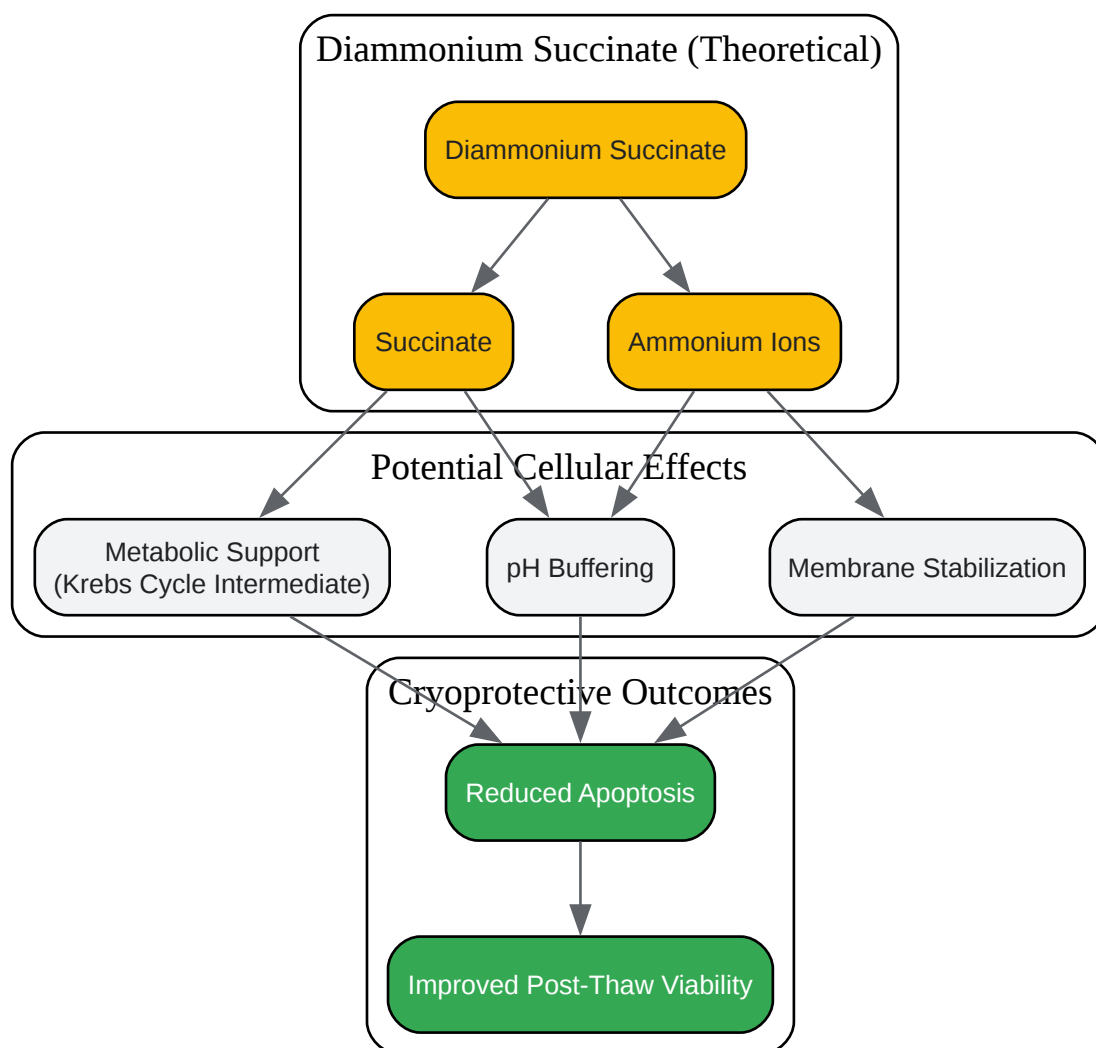 Diammonium Succinate (Theoretical)
Diammonium Succinate
Succinate
Ammonium Ions
Potential Cellular Effects
Metabolic Support
(Krebs Cycle Intermediate)
pH Buffering
Membrane Stabilization
Cryoprotective Outcomes
Reduced Apoptosis
Improved Post-Thaw Viability